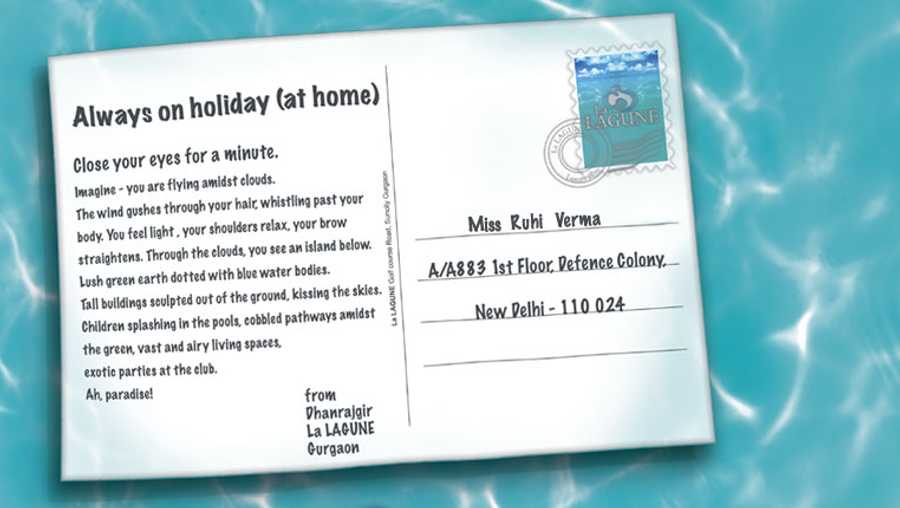 Always on holiday (at home)
Close your eyes for a minute.
Imagine - you are flying amidst clouds.
The wind gushes through your hair, whistling past your
body. You feel light , your shoulders relax, your brow
straightens. Through the clouds, you see an island below.
Lush green earth dotted with blue water bodies.
Tall buildings sculpted out of the ground, kissing the skies.
Children splashing in the pools, cobbled pathways amidst
the green, vast and airy living spaces,
exotic parties at the club.
Ah, paradise!
from
Dhanrajgir
La LAGUNE
Gurgaon
La LAGUNE Golf course Road, Suncity Gurgaon
La
LAGUNE
La LAGUNE
Miss Ruhi Verma
A/A883 1st Floor, Defence Colony,
New Delhi - 110 024